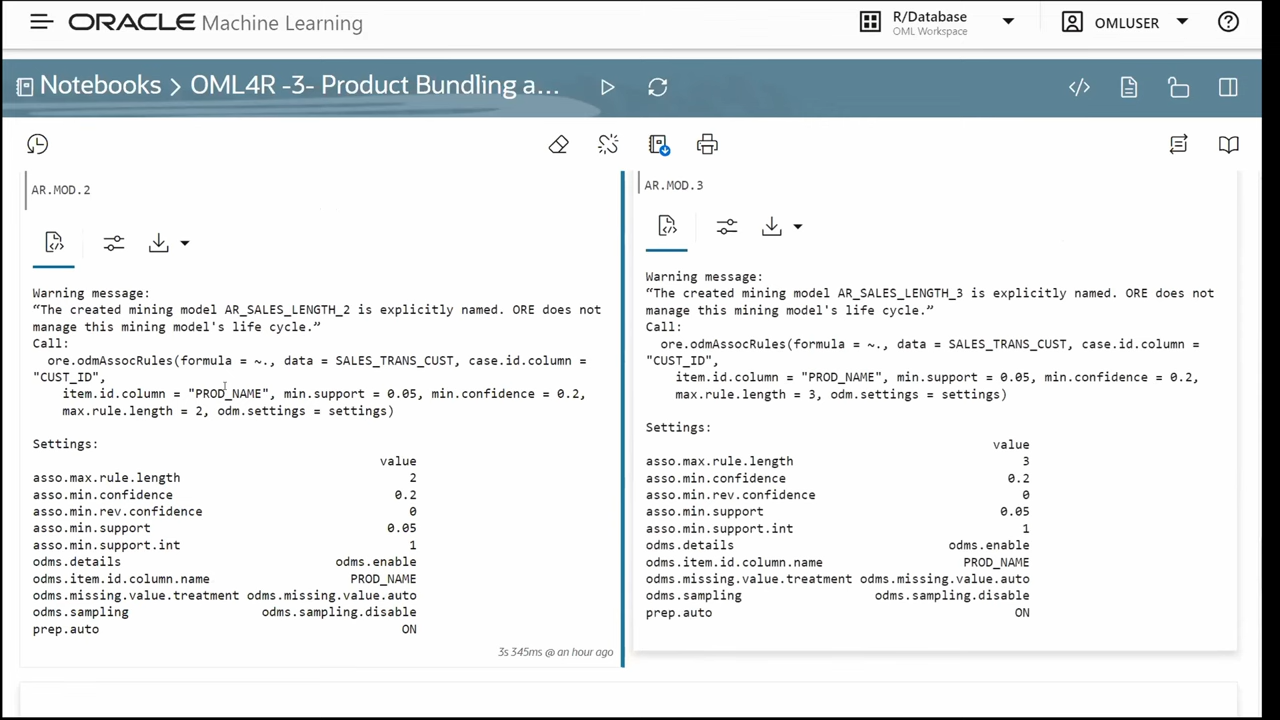 ORACLE Machine Learning
R/Database
OML Workspace
OMLUSER
Notebooks > OML4R -3- Product Bundling a...
AR.MOD.2
Warning message:
“The created mining model AR_SALES_LENGTH_2 is explicitly named. ORE does not
manage this mining model's life cycle.”
Call:
ore.odmAssocRules(formula = ~., data = SALES_TRANS_CUST, case.id.column =
"CUST_ID",
item.id.column = "PROD_NAME", min.support = 0.05, min.confidence = 0.2,
max.rule.length = 2, odm.settings = settings)
Settings:
value
asso.max.rule.length 2
asso.min.confidence 0.2
asso.min.rev.confidence 0
asso.min.support 0.05
asso.min.support.int 1
odms.details odms.enable
odms.item.id.column.name PROD_NAME
odms.missing.value.treatment odms.missing.value.auto
odms.sampling odms.sampling.disable
prep.auto ON
3s 345ms @ an hour ago
AR.MOD.3
Warning message:
“The created mining model AR_SALES_LENGTH_3 is explicitly named. ORE does not
manage this mining model's life cycle.”
Call:
ore.odmAssocRules(formula = ~., data = SALES_TRANS_CUST, case.id.column =
"CUST_ID",
item.id.column = "PROD_NAME", min.support = 0.05, min.confidence = 0.2,
max.rule.length = 3, odm.settings = settings)
Settings:
value
asso.max.rule.length 3
asso.min.confidence 0.2
asso.min.rev.confidence 0
asso.min.support 0.05
asso.min.support.int 1
odms.details odms.enable
odms.item.id.column.name PROD_NAME
odms.missing.value.treatment odms.missing.value.auto
odms.sampling odms.sampling.disable
prep.auto ON